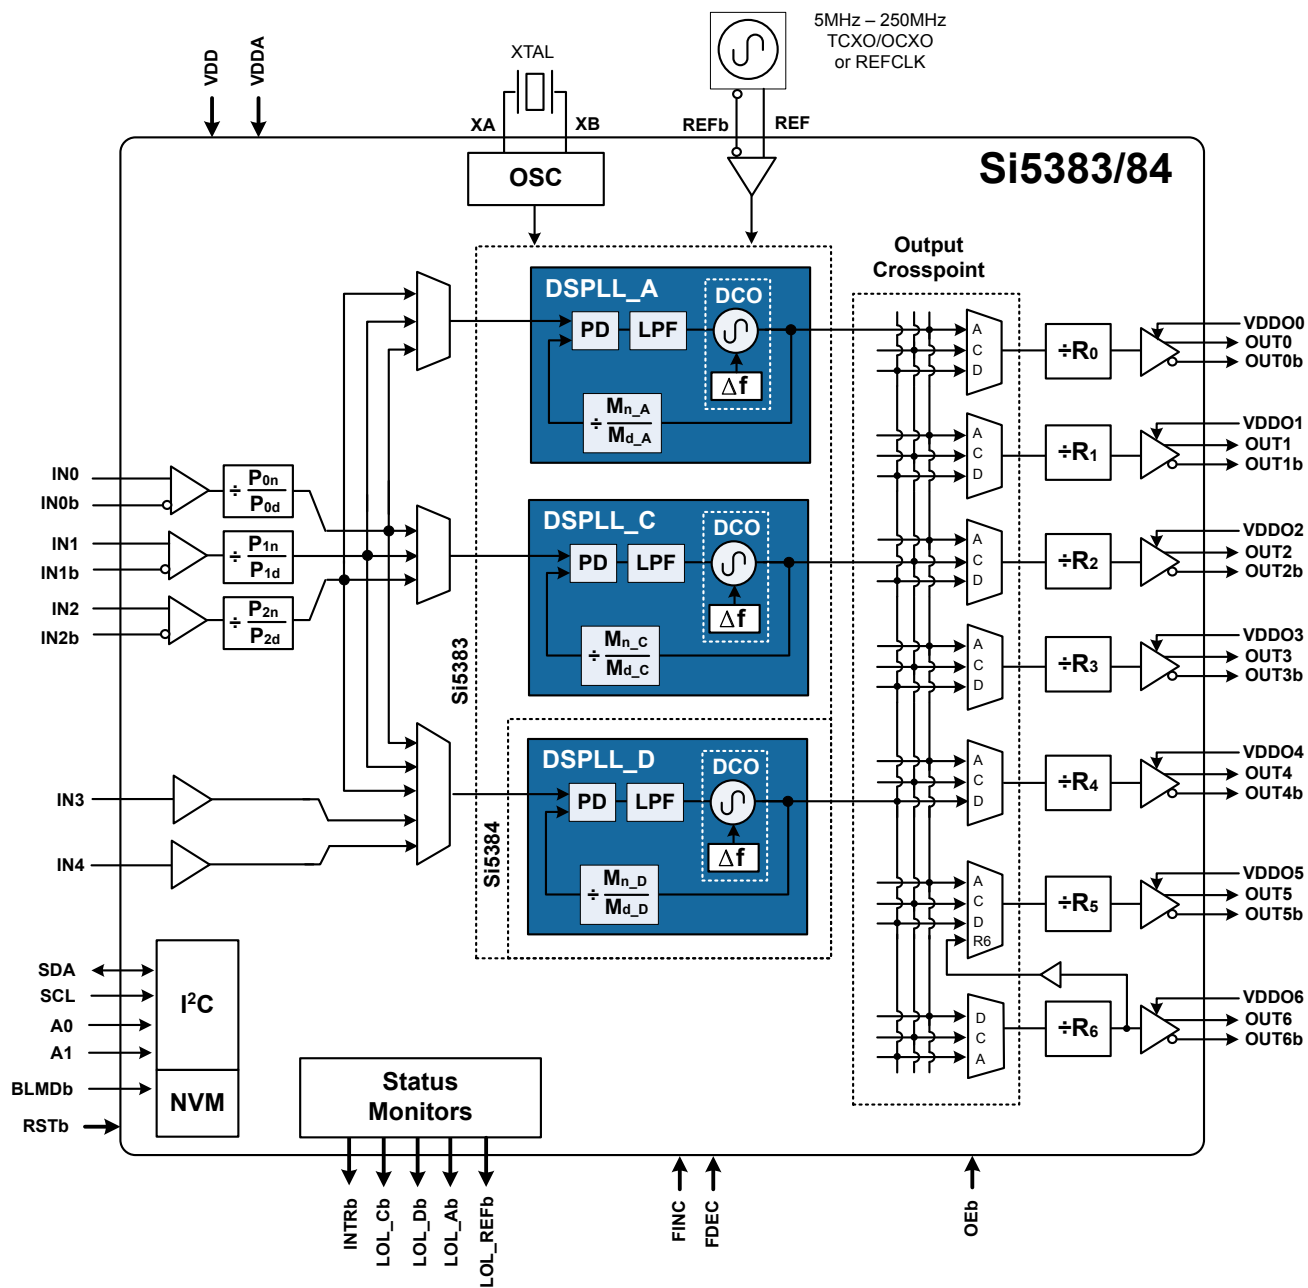 5MHz – 250MHz
TCXO/OCXO
or REFCLK
XTAL
VDD
VDDA
XA
XB
REFb
REF
OSC
Si5383/84
Output
Crosspoint
DSPLL_A
DCO
PD
LPF
Δf
÷ Mn_A
Md_A
A
C
D
÷R0
VDDO0
OUT0
OUT0b
A
C
D
÷R1
VDDO1
OUT1
OUT1b
IN0
IN0b
÷ P0n
P0d
IN1
IN1b
÷ P1n
P1d
IN2
IN2b
÷ P2n
P2d
DSPLL_C
DCO
PD
LPF
Δf
÷ Mn_C
Md_C
Si5383
A
C
D
÷R2
VDDO2
OUT2
OUT2b
A
C
D
÷R3
VDDO3
OUT3
OUT3b
IN3
IN4
DSPLL_D
DCO
PD
LPF
Δf
÷ Mn_D
Md_D
Si5384
A
C
D
÷R4
VDDO4
OUT4
OUT4b
A
C
D
R6
÷R5
VDDO5
OUT5
OUT5b
D
C
A
÷R6
VDDO6
OUT6
OUT6b
SDA
SCL
A0
A1
BLMDb
RSTb
I2C
NVM
Status
Monitors
INTRb
LOL_Cb
LOL_Db
LOL_Ab
LOL_REFb
FINC
FDEC
OEb